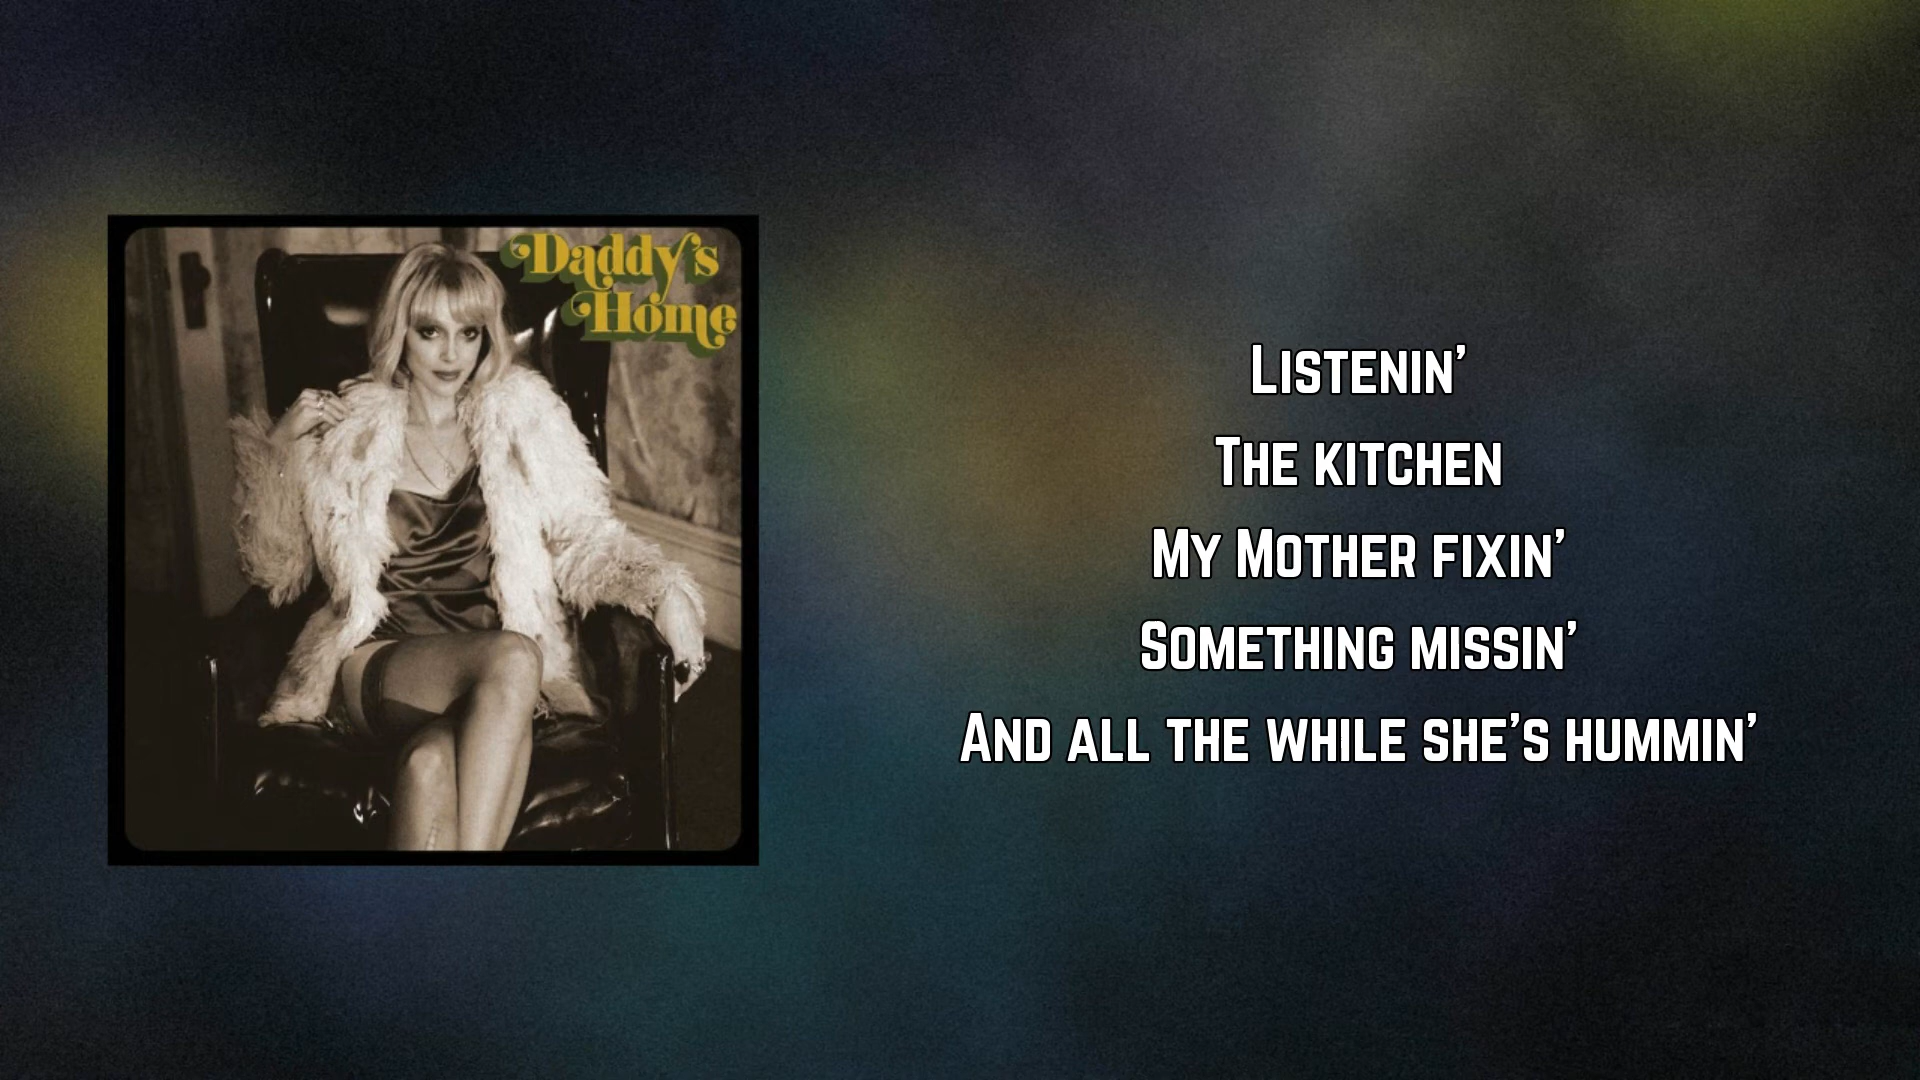 Daddy's
Home
Listenin'
The kitchen
My Mother fixin'
Something missin'
And all the while she's hummin'